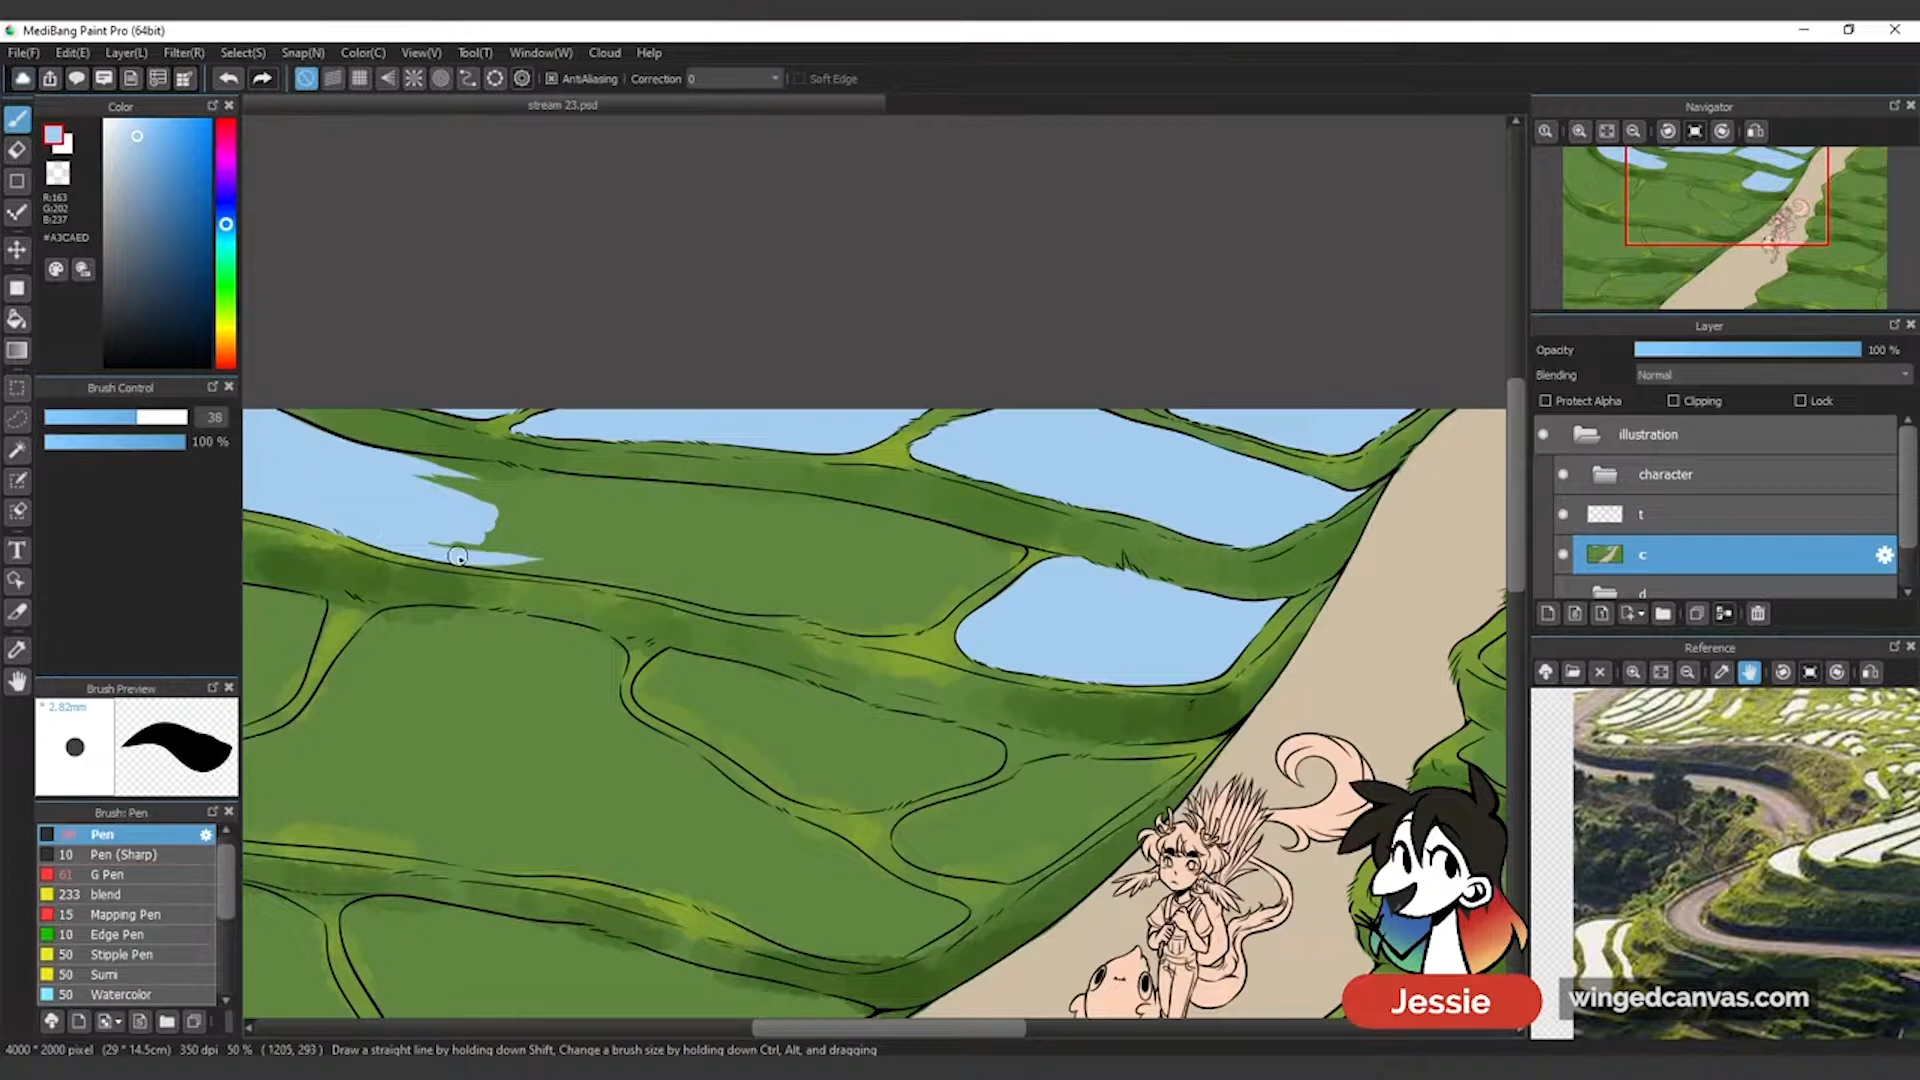 MediBang Paint Pro (64bit)
File(F) Edit(E) Layer(L) Filter(R) Select(S) Snap(N) Color(C) View(V) Tool(T) Window(W) Cloud Help
AntiAliasing Correction 0 Soft Edge
Color
stream 23.psd
Navigator
R:163
G:202
B:237
#A3CAED
Brush Control
38
100 %
Layer
Opacity 100 %
Blending Normal
Protect Alpha Clipping Lock
illustration
character
t
c
d
Reference
Brush Preview
* 2.82mm
Brush: Pen
Pen
10 Pen (Sharp)
61 G Pen
233 blend
15 Mapping Pen
10 Edge Pen
50 Stipple Pen
50 Sumi
50 Watercolor
Jessie
wingedcanvas.com
4000 * 2000 pixel (29 * 14.5cm) 350 dpi 50 % ( 1205, 293 ) Draw a straight line by holding down Shift, Change a brush size by holding down Ctrl, Alt, and dragging